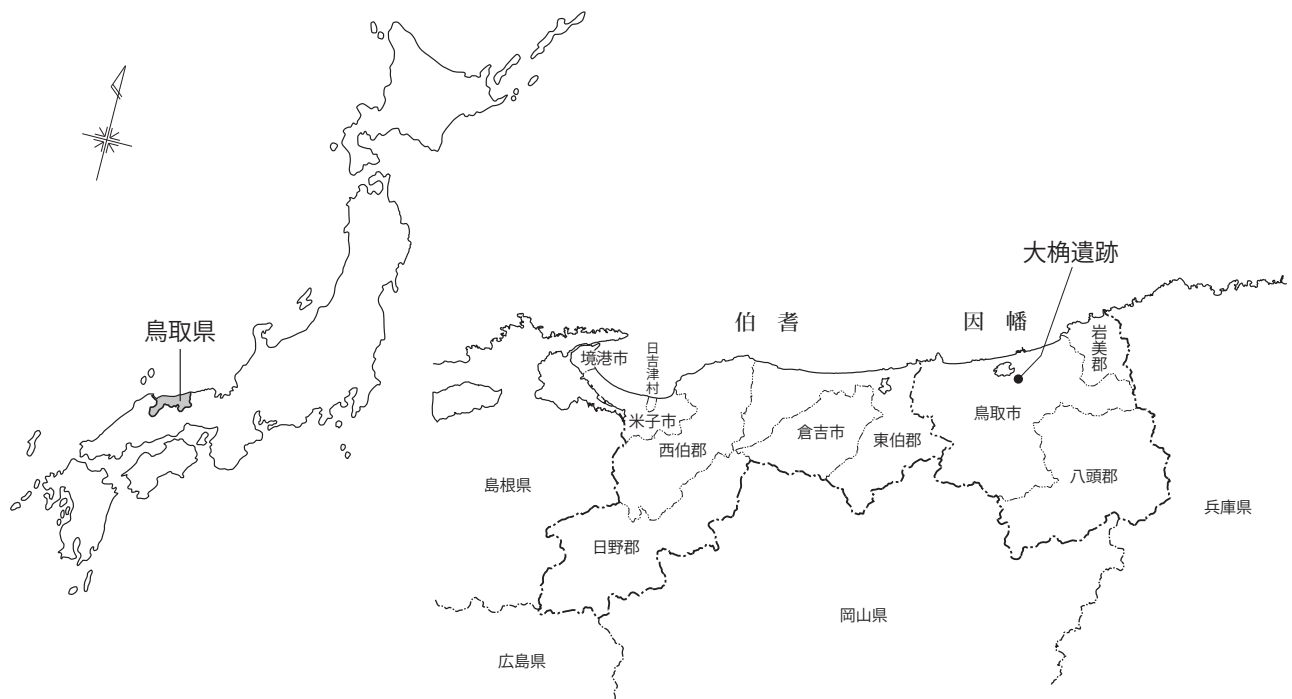 鳥取県
大桷遺跡
伯耆
因幡
岩美郡
境港市
日吉津村
米子市
西伯郡
倉吉市
東伯郡
鳥取市
八頭郡
島根県
日野郡
兵庫県
岡山県
広島県